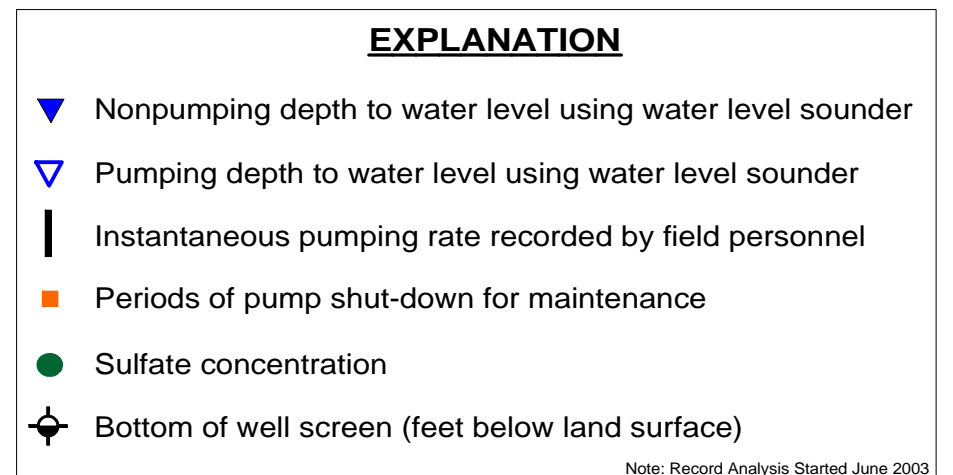 EXPLANATION
Nonpumping depth to water level using water level sounder
Pumping depth to water level using water level sounder
Instantaneous pumping rate recorded by field personnel
Periods of pump shut-down for maintenance
Sulfate concentration
Bottom of well screen (feet below land surface)
Note: Record Analysis Started June 2003